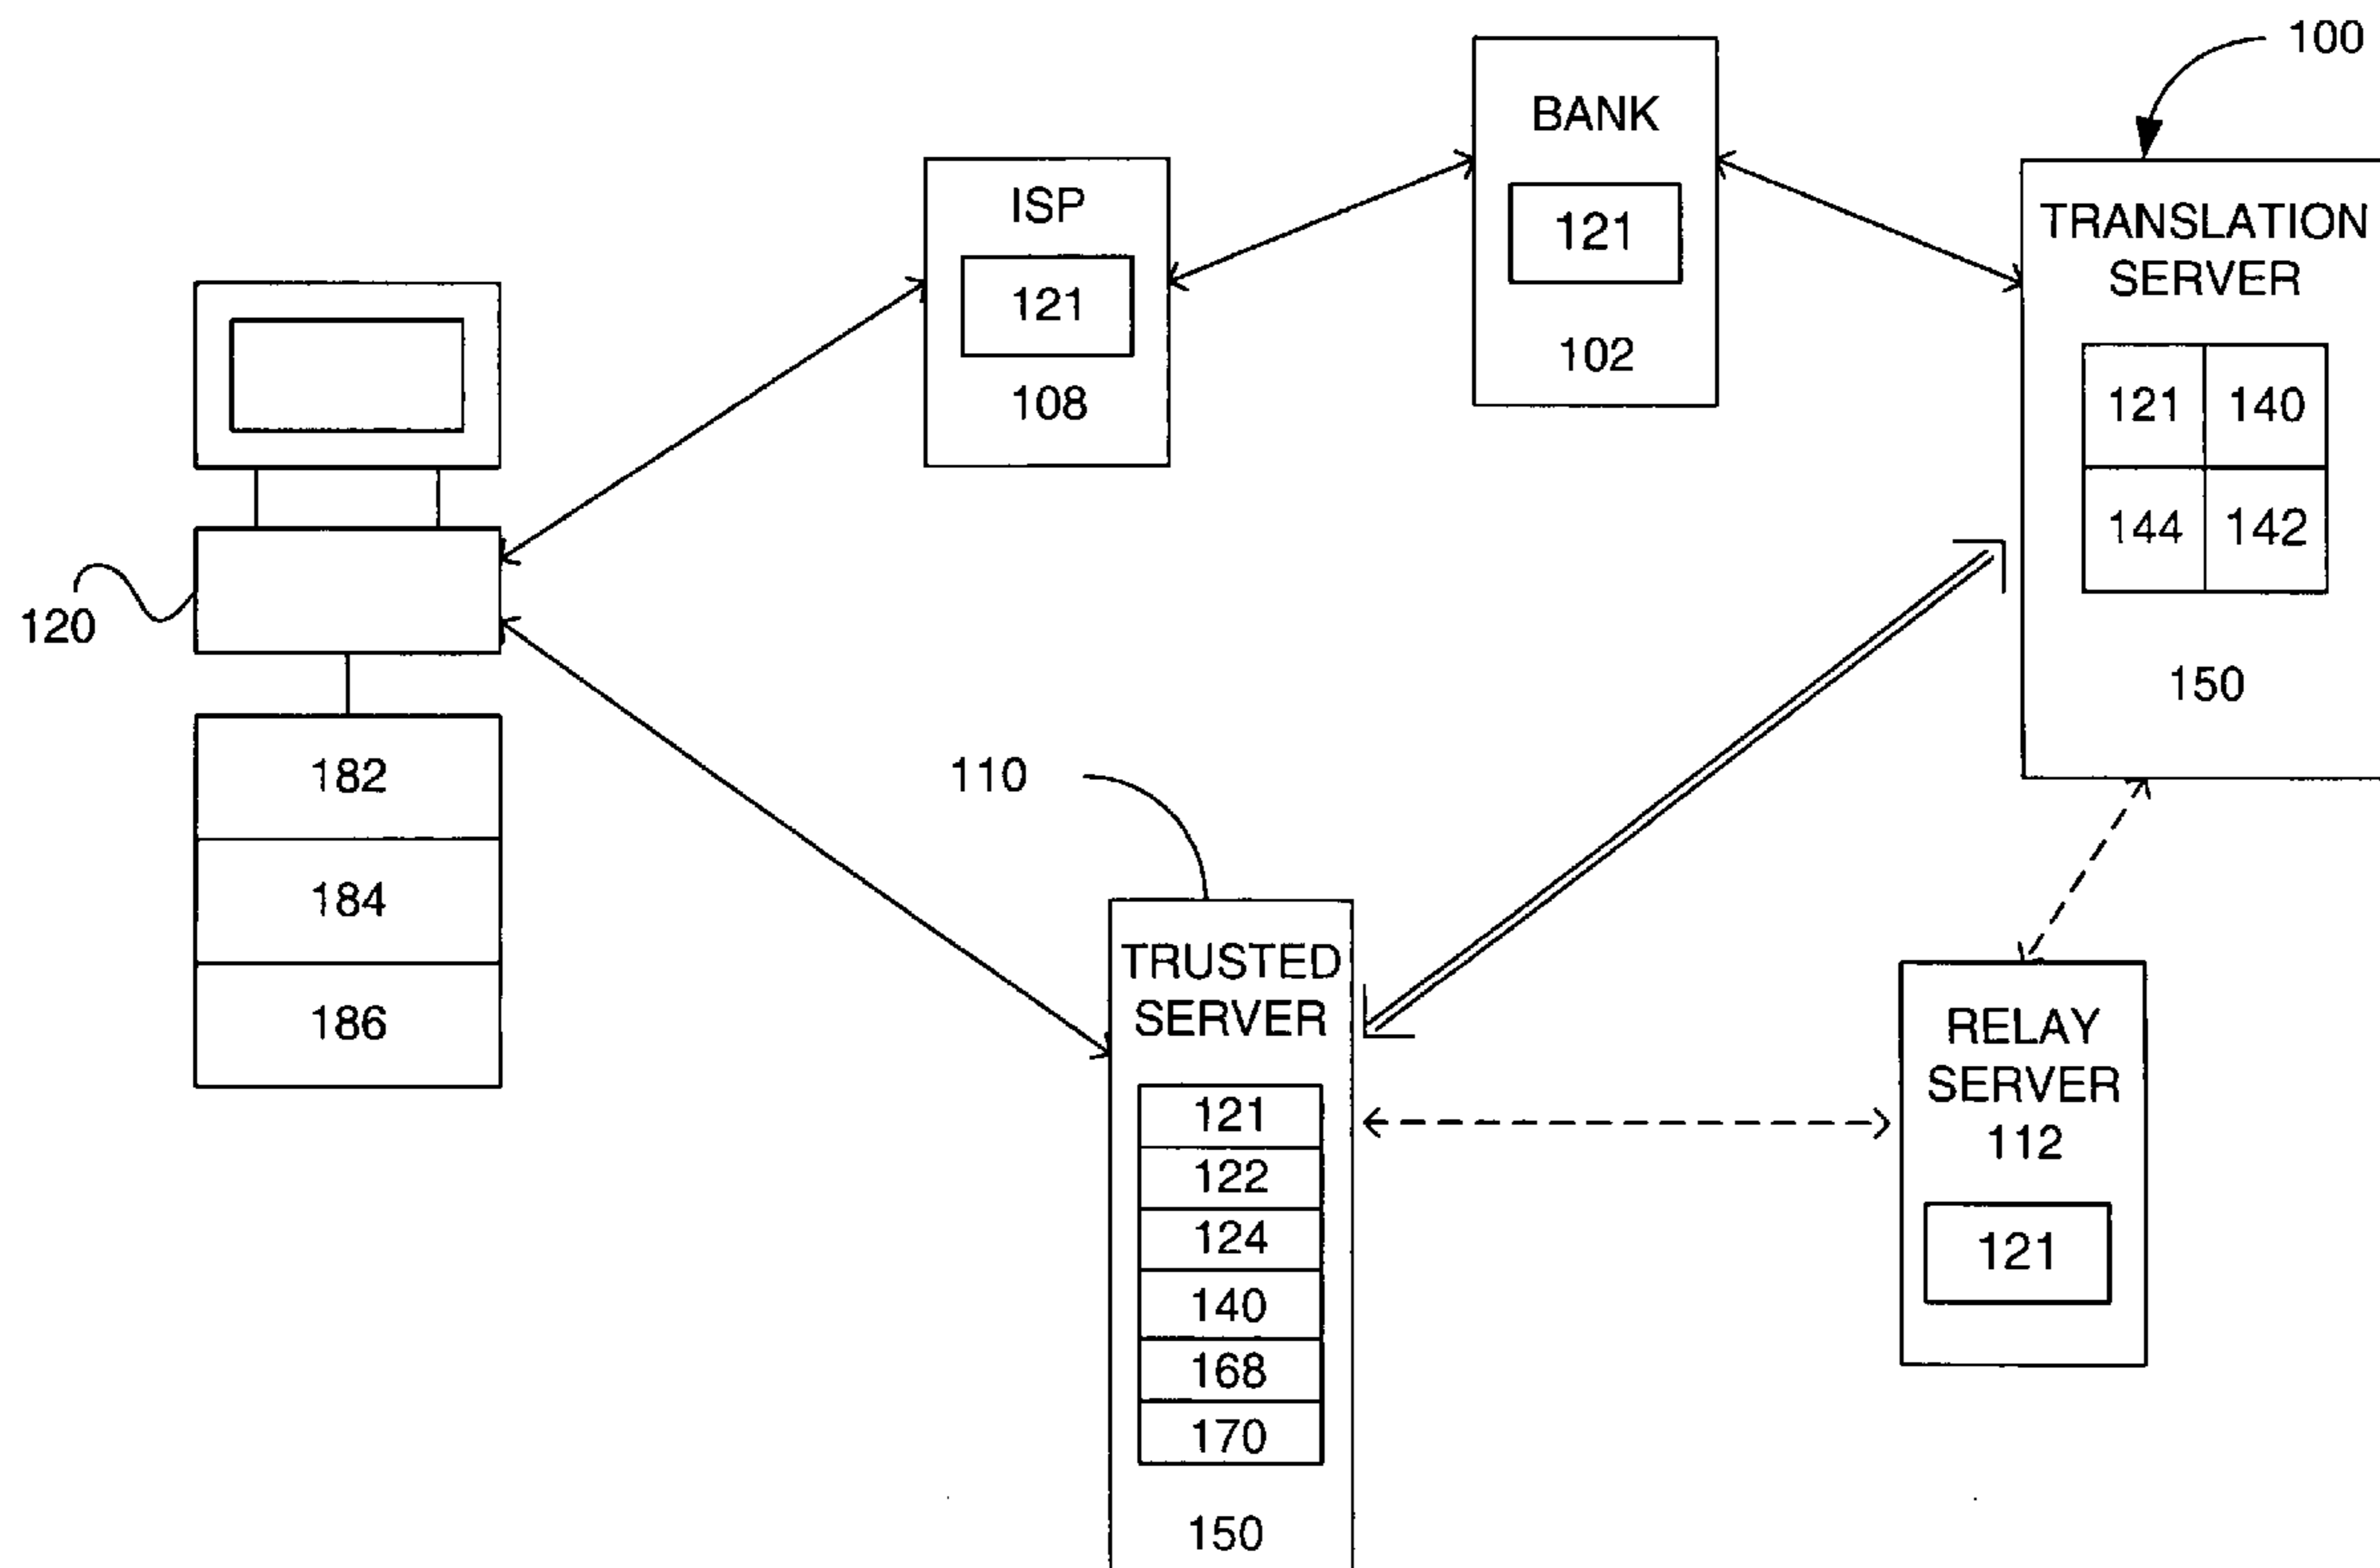 100
BANK
121
102
ISP
121
108
TRANSLATION
SERVER
121 140
144 142
150
120
182
184
186
110
TRUSTED
SERVER
121
122
124
140
168
170
150
RELAY
SERVER
112
121